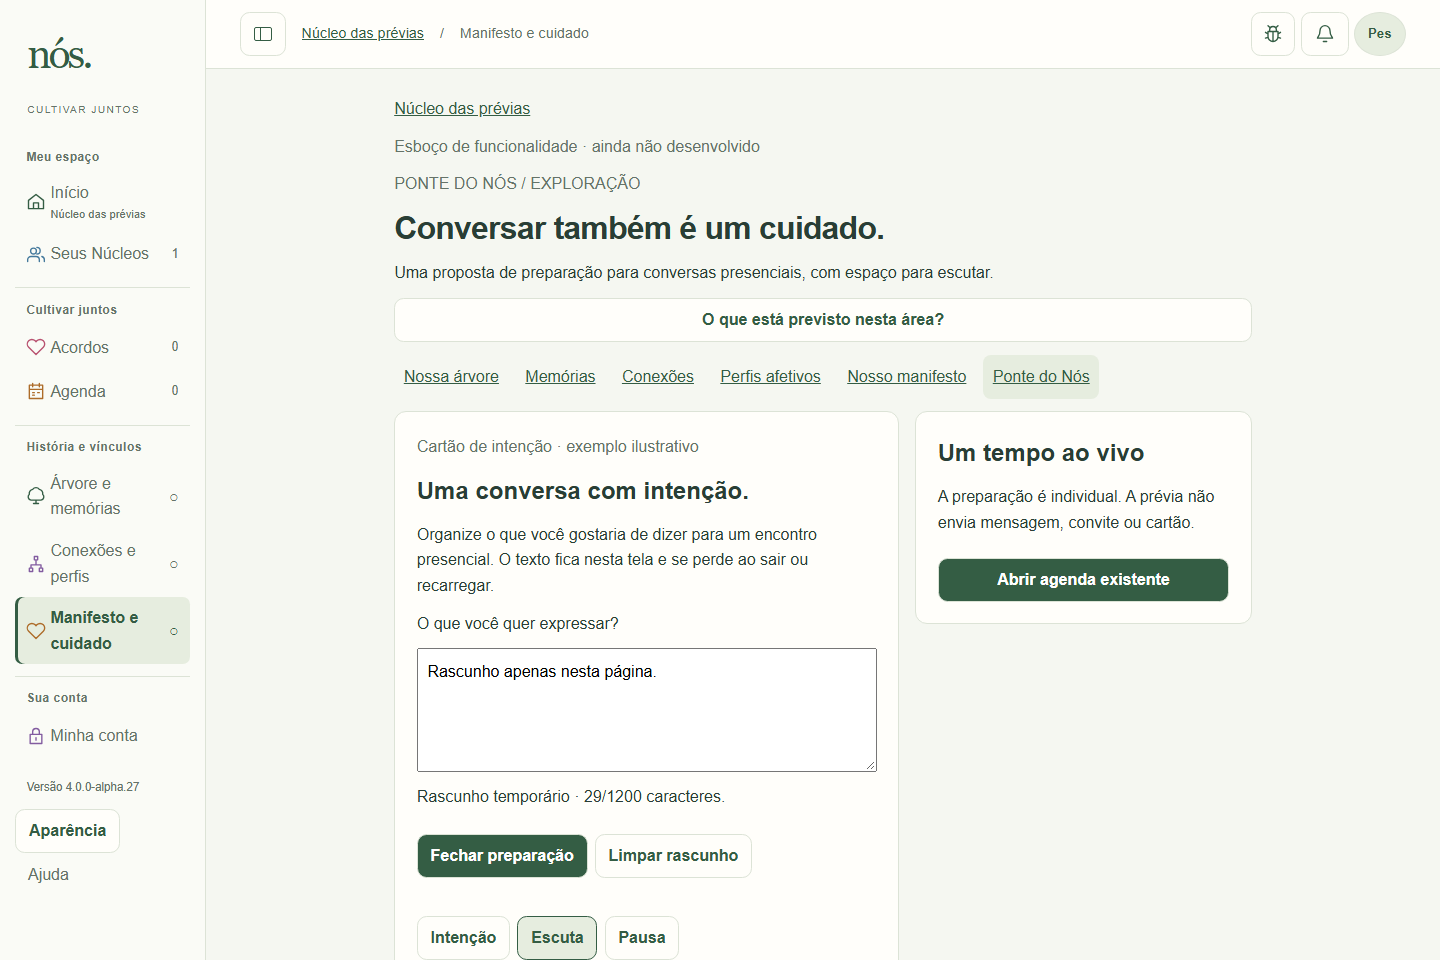 nós.
CULTIVAR JUNTOS
Meu espaço
Início
Núcleo das prévias
Seus Núcleos 1
Cultivar juntos
Acordos 0
Agenda 0
História e vínculos
Árvore e
memórias
Conexões e
perfis
Manifesto e
cuidado
Sua conta
Minha conta
Versão 4.0.0-alpha.27
Aparência
Ajuda
Núcleo das prévias / Manifesto e cuidado
Pes
Núcleo das prévias
Esboço de funcionalidade · ainda não desenvolvido
PONTE DO NÓS / EXPLORAÇÃO
Conversar também é um cuidado.
Uma proposta de preparação para conversas presenciais, com espaço para escutar.
O que está previsto nesta área?
Nossa árvore Memórias Conexões Perfis afetivos Nosso manifesto Ponte do Nós
Cartão de intenção · exemplo ilustrativo
Uma conversa com intenção.
Organize o que você gostaria de dizer para um encontro
presencial. O texto fica nesta tela e se perde ao sair ou
recarregar.
O que você quer expressar?
Rascunho apenas nesta página.
Rascunho temporário · 29/1200 caracteres.
Fechar preparação Limpar rascunho
Intenção Escuta Pausa
Um tempo ao vivo
A preparação é individual. A prévia não
envia mensagem, convite ou cartão.
Abrir agenda existente